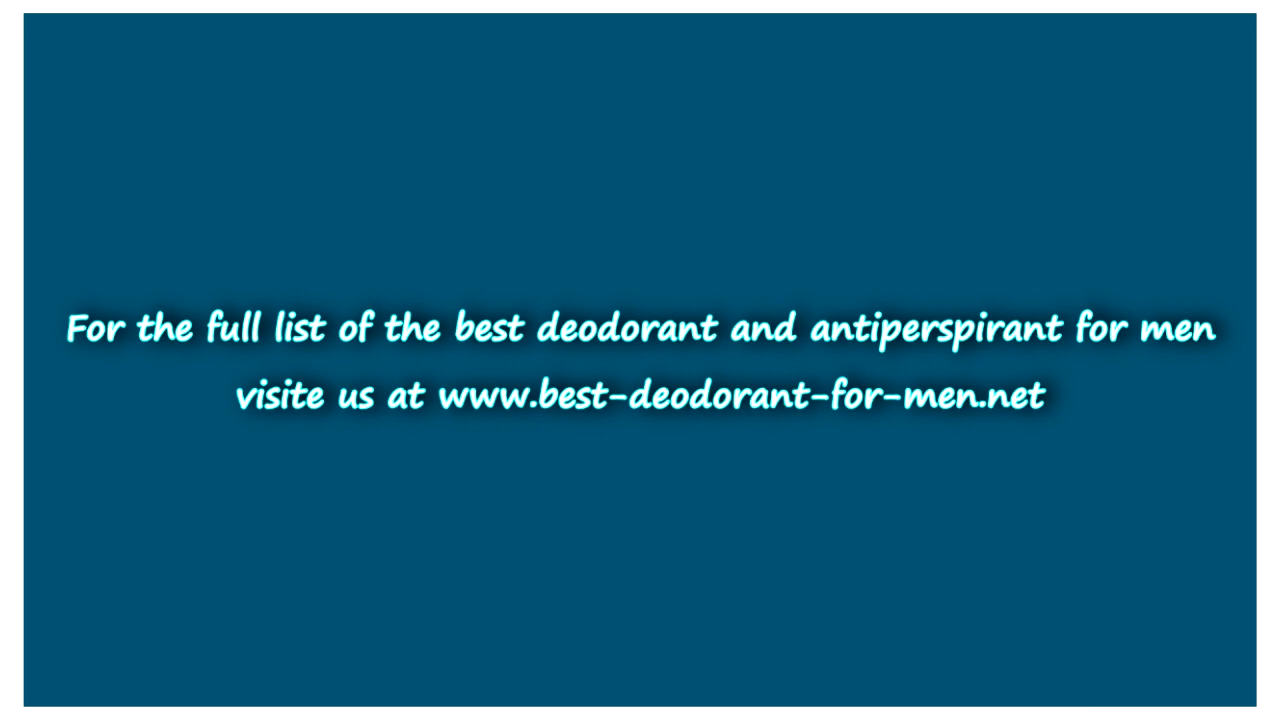 For the full list of the best deodorant and antiperspirant for men
visite us at www.best-deodorant-for-men.net